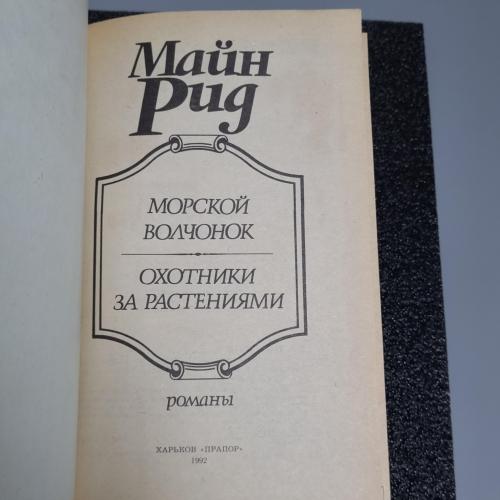 Майн
Рид
МОРСКОЙ
ВОЛЧОНОК
ОХОТНИКИ
ЗА РАСТЕНИЯМИ
романы
ХАРЬКОВ «ПРАПОР»
1992